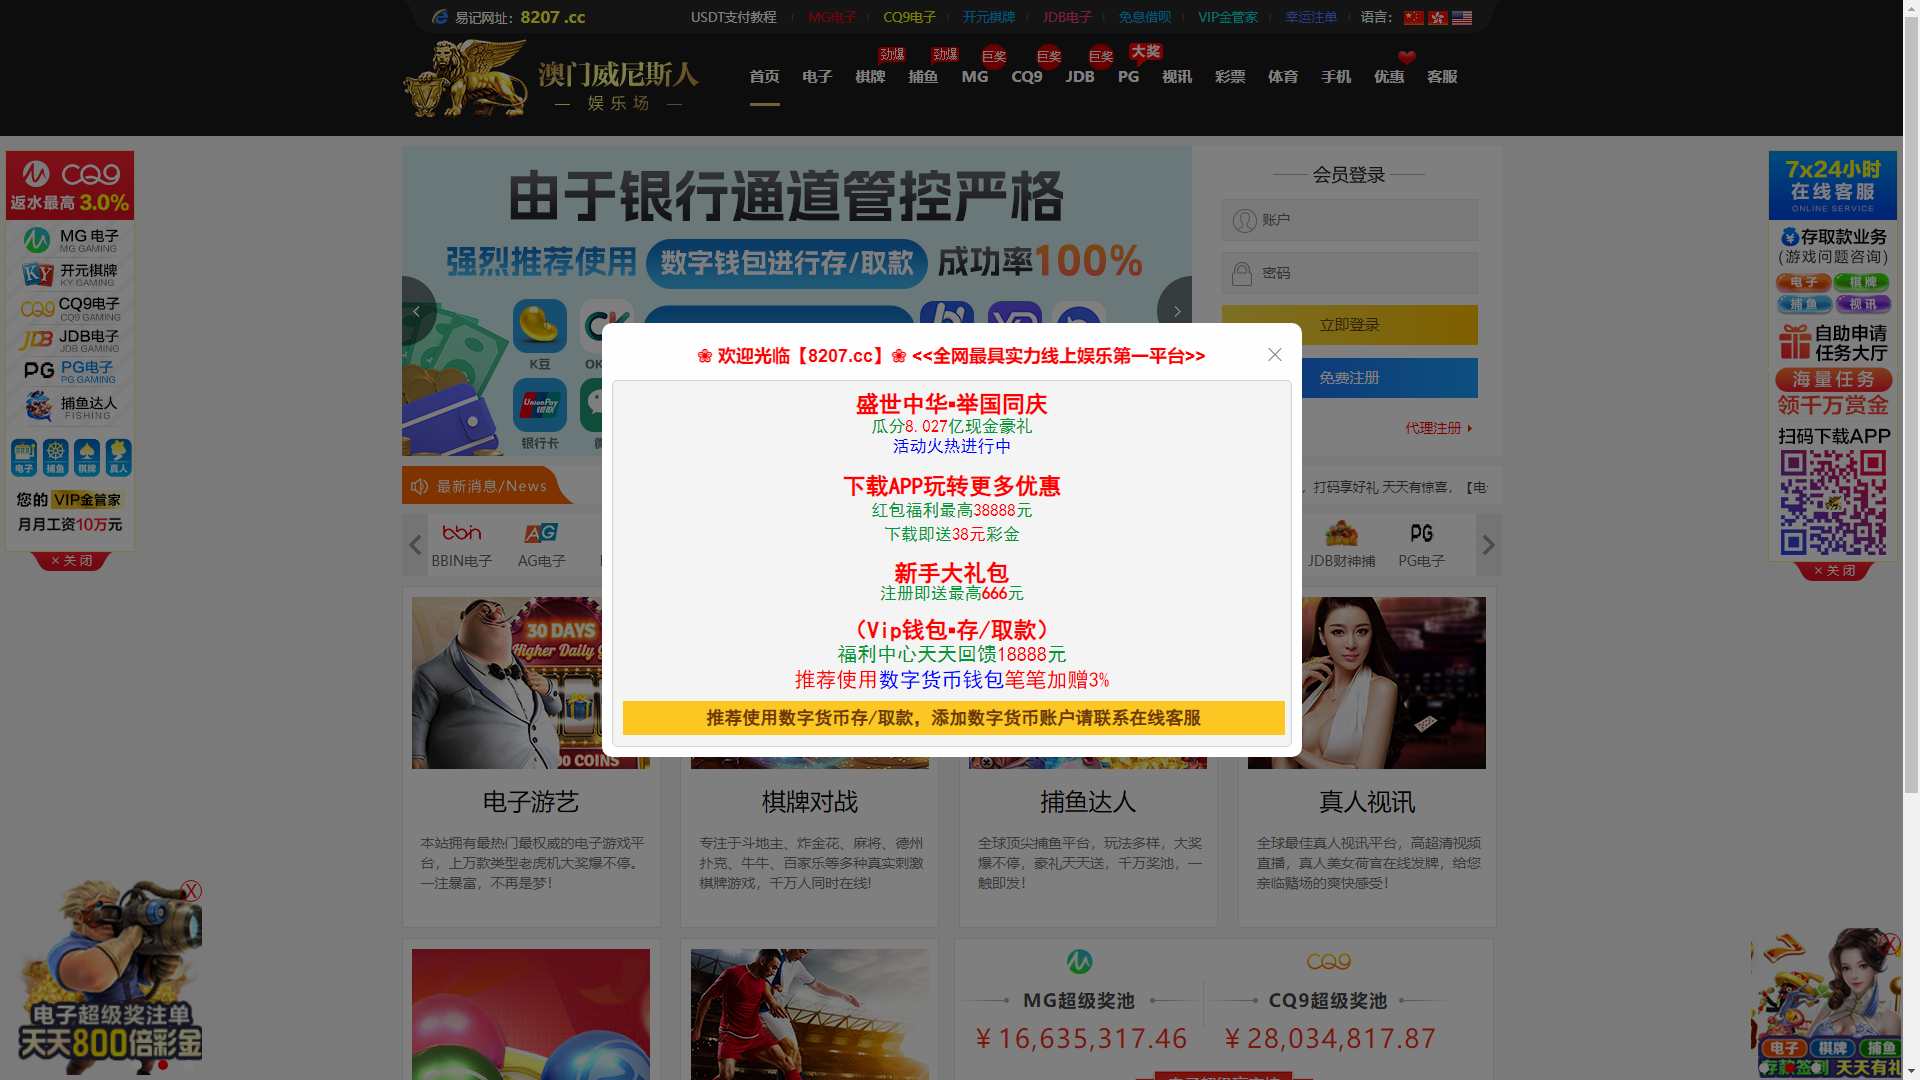 易记网址：8207.cc
USDT支付教程
MG电子
CQ9电子
开元棋牌
JDB电子
免息借呗
VIP金管家
幸运注单
语言：
澳门威尼斯人
娱乐场
劲爆
劲爆
巨奖
巨奖
巨奖
大奖
首页 电子 棋牌 捕鱼 MG CQ9 JDB PG 视讯 彩票 体育 手机 优惠 客服
CQ9
返水最高 3.0%
MG 电子
MG GAMING
KY
开元棋牌
KY GAMING
CQ9电子
CQ9 GAMING
JDB电子
JDB GAMING
PG电子
PG GAMING
捕鱼达人
FISHING
电子 捕鱼 棋牌 真人
您的 VIP金管家
月月工资10万元
× 关 闭
由于银行通道管控严格
强烈推荐使用 数字钱包进行存/取款 成功率100%
K豆
UnionPay
银联
银行卡
会员登录
账户
密码
立即登录
免费注册
代理注册
7x24小时
在线客服
ONLINE SERVICE
存取款业务
(游戏问题咨询)
电子 棋牌
捕鱼 视讯
自助申请
任务大厅
海量任务
领千万赏金
扫码下载APP
× 关 闭
❀ 欢迎光临【8207.cc】❀ <<全网最具实力线上娱乐第一平台>>
盛世中华▪举国同庆
瓜分8.027亿现金豪礼
活动火热进行中
下载APP玩转更多优惠
红包福利最高38888元
下载即送38元彩金
新手大礼包
注册即送最高666元
（Vip钱包▪存/取款）
福利中心天天回馈18888元
推荐使用数字货币钱包笔笔加赠3%
推荐使用数字货币存/取款，添加数字货币账户请联系在线客服
最新消息/News
，打码享好礼 天天有惊喜，【电
bbin
BBIN电子
AG
AG电子
JDB财神捕
PG
PG电子
30 DAYS
Higher Daily
00 COINS
电子游艺
本站拥有最热门最权威的电子游戏平
台，上万款类型老虎机大奖爆不停。
一注暴富，不再是梦！
棋牌对战
专注于斗地主、炸金花、麻将、德州
扑克、牛牛、百家乐等多种真实刺激
棋牌游戏，千万人同时在线!
捕鱼达人
全球顶尖捕鱼平台，玩法多样，大奖
爆不停，豪礼天天送，千万奖池，一
触即发！
真人视讯
全球最佳真人视讯平台，高超清视频
直播，真人美女荷官在线发牌，给您
亲临赌场的爽快感受！
电子超级奖注单
天天800倍彩金
MG超级奖池
¥ 16,635,317.46
CQ9
CQ9超级奖池
¥ 28,034,817.87
电子 棋牌 捕鱼
存款签到 天天有礼